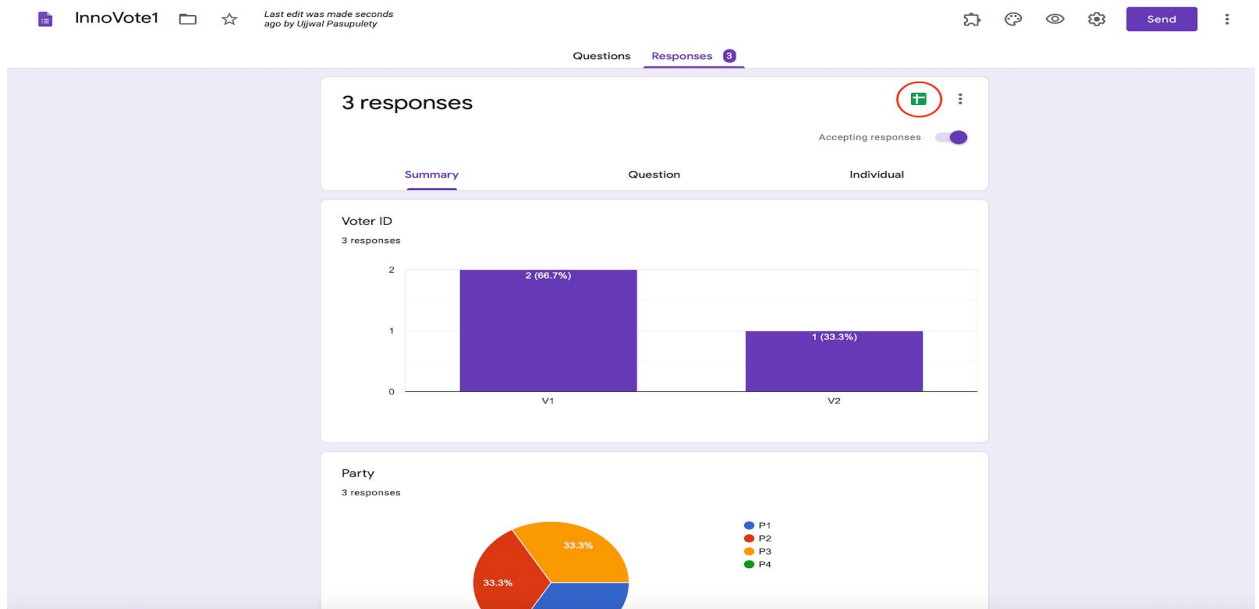 InnoVote1
Last edit was made seconds
ago by Ujjwal Pasupulety
Send
Questions
Responses 3
3 responses
Accepting responses
Summary
Question
Individual
Voter ID
3 responses
2
2 (66.7%)
1
1 (33.3%)
0
V1
V2
Party
3 responses
33.3%
33.3%
P1
P2
P3
P4